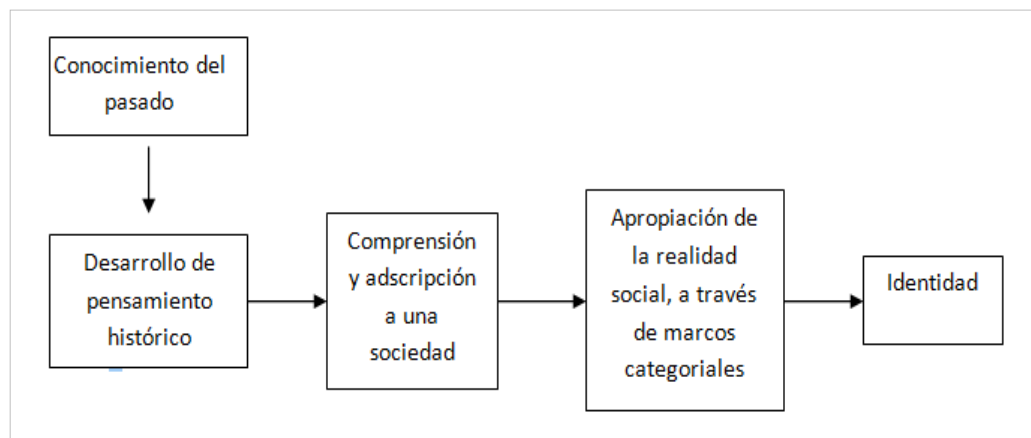 Conocimiento del
pasado
Desarrollo de
pensamiento
histórico
Comprensión
y adscripción
a una
sociedad
Apropiación de
la realidad
social, a través
de marcos
categoriales
Identidad